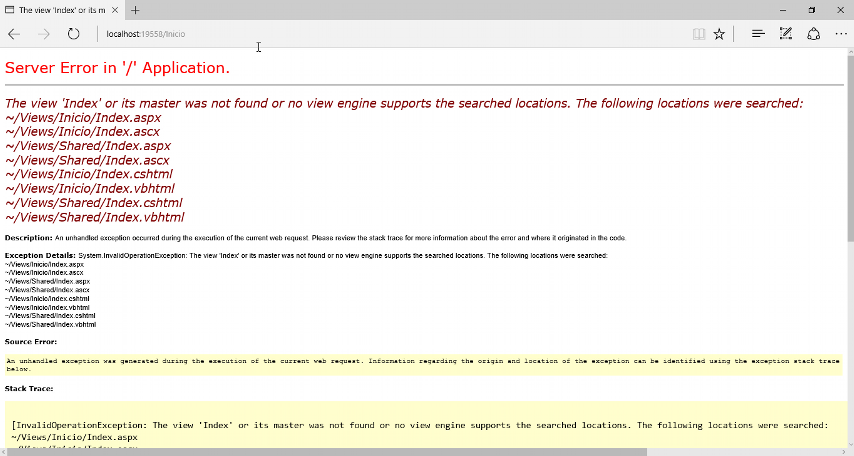 The view 'Index' or its m
localhost:19558/Inicio
Server Error in '/' Application.
The view 'Index' or its master was not found or no view engine supports the searched locations. The following locations were searched:
~/Views/Inicio/Index.aspx
~/Views/Inicio/Index.ascx
~/Views/Shared/Index.aspx
~/Views/Shared/Index.ascx
~/Views/Inicio/Index.cshtml
~/Views/Inicio/Index.vbhtml
~/Views/Shared/Index.cshtml
~/Views/Shared/Index.vbhtml
Description: An unhandled exception occurred during the execution of the current web request. Please review the stack trace for more information about the error and where it originated in the code.
Exception Details: System.InvalidOperationException: The view 'Index' or its master was not found or no view engine supports the searched locations. The following locations were searched:
~/Views/Inicio/Index.aspx
~/Views/Inicio/Index.ascx
~/Views/Shared/Index.aspx
~/Views/Shared/Index.ascx
~/Views/Inicio/Index.cshtml
~/Views/Inicio/Index.vbhtml
~/Views/Shared/Index.cshtml
~/Views/Shared/Index.vbhtml
Source Error:
An unhandled exception was generated during the execution of the current web request. Information regarding the origin and location of the exception can be identified using the exception stack trace
below.
Stack Trace:
[InvalidOperationException: The view 'Index' or its master was not found or no view engine supports the searched locations. The following locations were searched:
~/Views/Inicio/Index.aspx